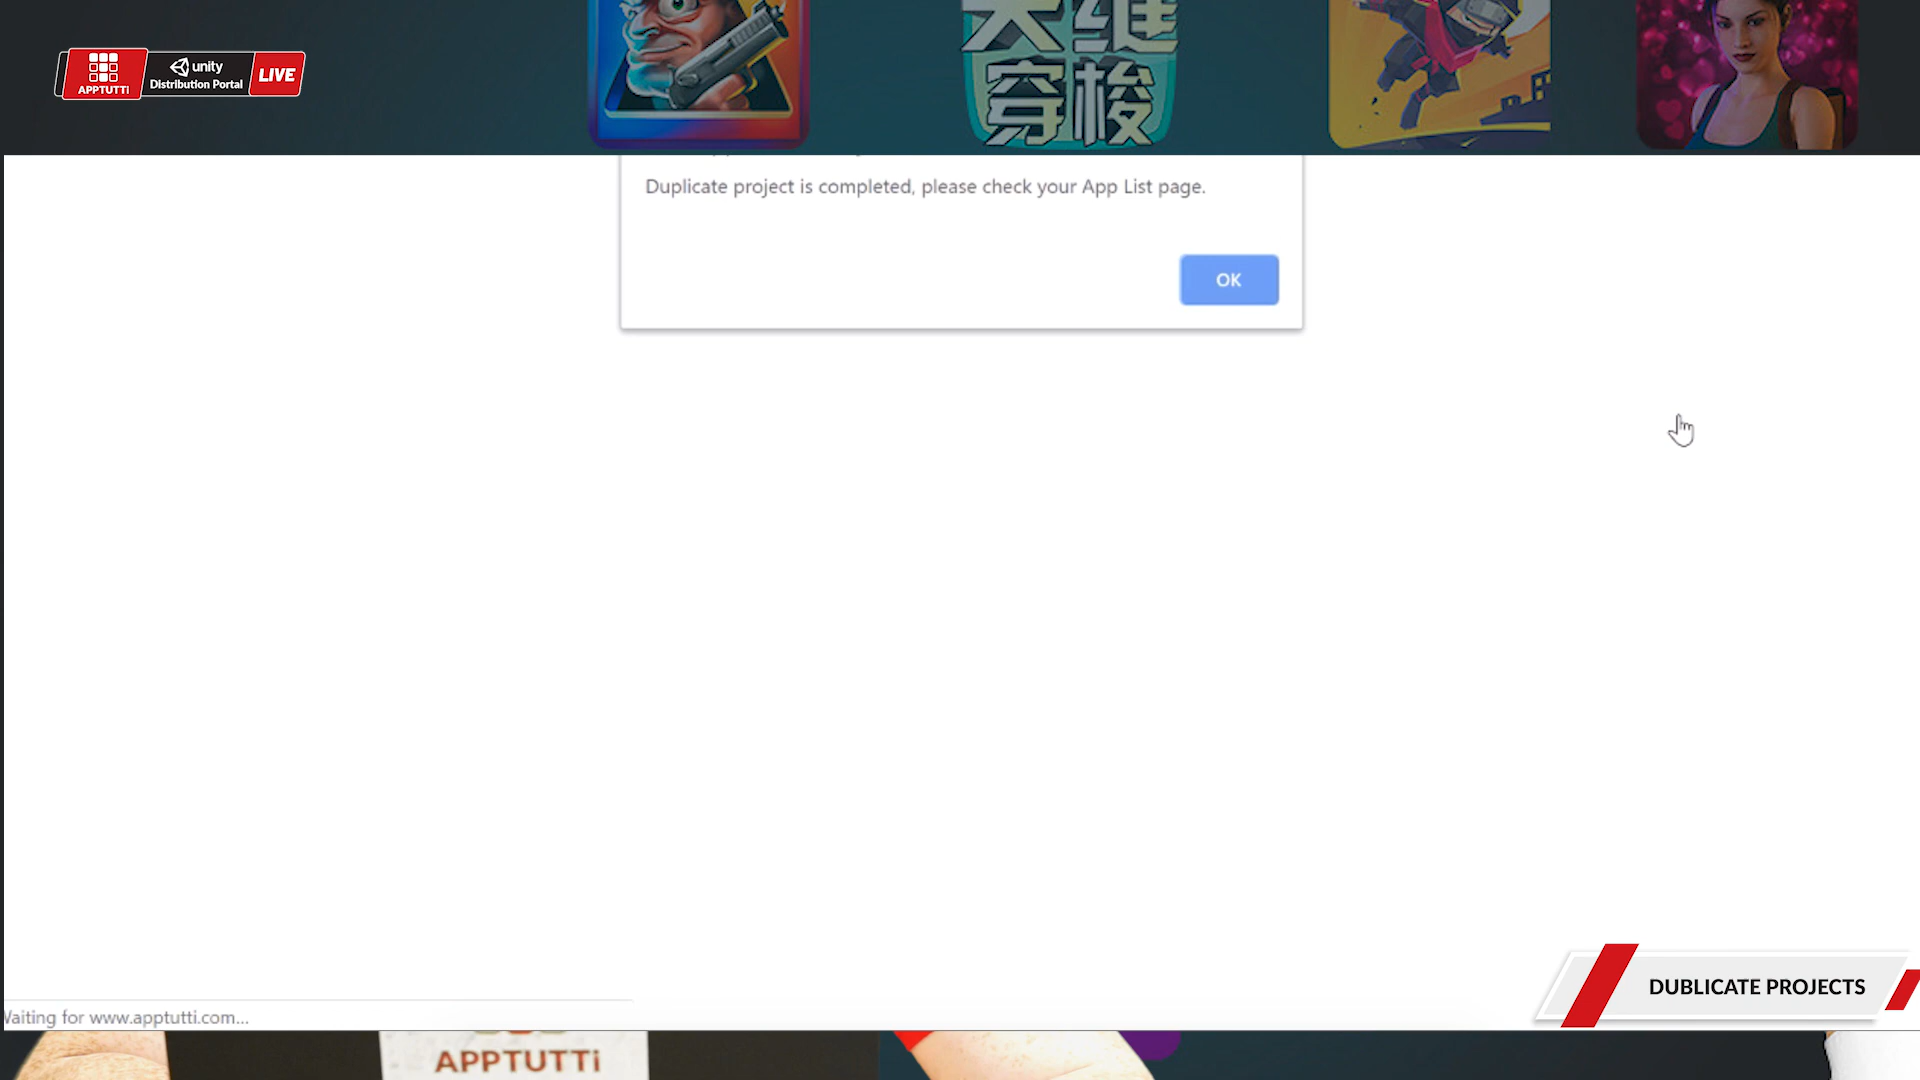 APPTUTTi
unity
Distribution Portal
LIVE
穿梭
Duplicate project is completed, please check your App List page.
OK
Waiting for www.apptutti.com...
DUBLICATE PROJECTS
APPTUTTi